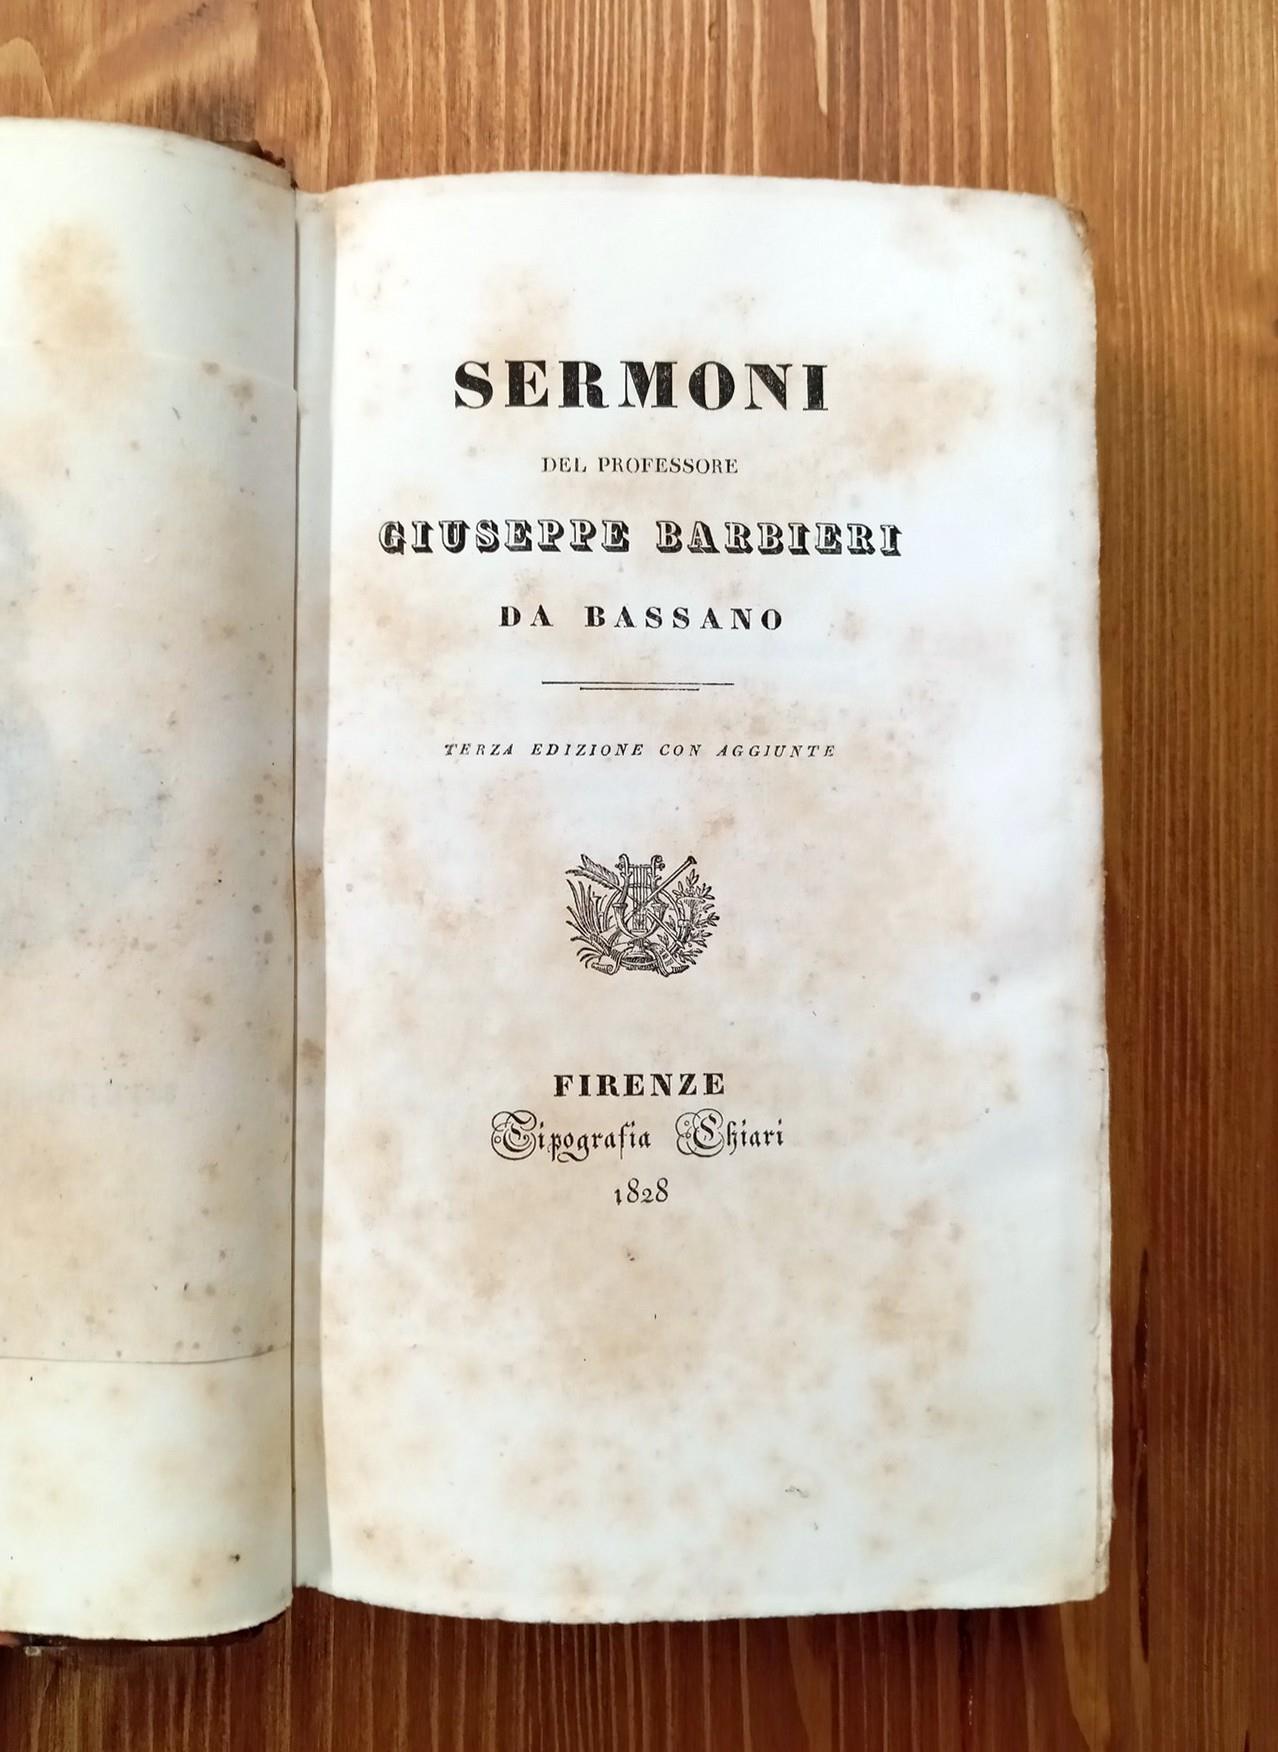 SERMONI
DEL PROFESSORE
GIUSEPPE BARBIERI
DA BASSANO
TERZA EDIZIONE CON AGGIUNTE
FIRENZE
Tipografia Chiari
1828